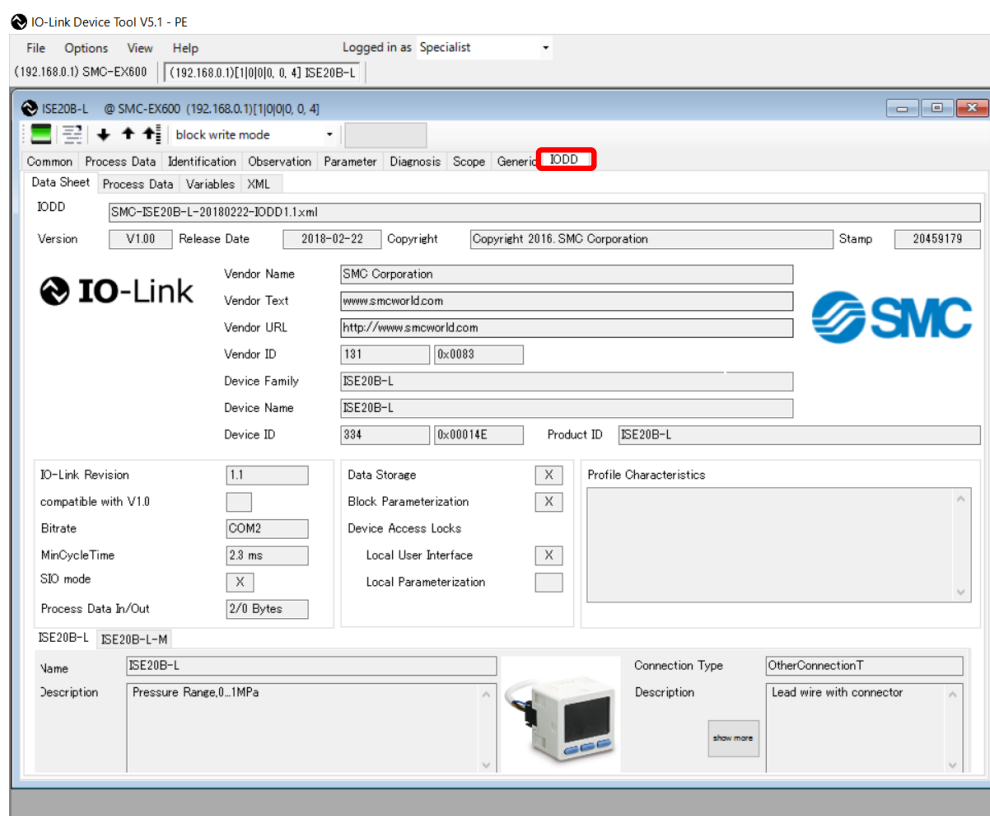 IO-Link Device Tool V5.1 - PE
File Options View Help Logged in as Specialist
(192.168.0.1) SMC-EX600 (192.168.0.1)[1|0|0|0, 0, 4] ISE20B-L
ISE20B-L @ SMC-EX600 (192.168.0.1)[1|0|0|0, 0, 4]
block write mode
Common Process Data Identification Observation Parameter Diagnosis Scope Generic IODD
Data Sheet Process Data Variables XML
IODD SMC-ISE20B-L-20180222-IODD1.1.xml
Version V1.00 Release Date 2018-02-22 Copyright Copyright 2016. SMC Corporation Stamp 20459179
IO-Link
SMC
Vendor Name SMC Corporation
Vendor Text www.smcworld.com
Vendor URL http://www.smcworld.com
Vendor ID 131 0x0083
Device Family ISE20B-L
Device Name ISE20B-L
Device ID 334 0x00014E Product ID ISE20B-L
IO-Link Revision 1.1
compatible with V1.0
Bitrate COM2
MinCycleTime 2.3 ms
SIO mode X
Process Data In/Out 2/0 Bytes
Data Storage X
Block Parameterization X
Device Access Locks
Local User Interface X
Local Parameterization
Profile Characteristics
ISE20B-L ISE20B-L-M
Name ISE20B-L
Description Pressure Range,0...1MPa
Connection Type OtherConnectionT
Description Lead wire with connector
show more